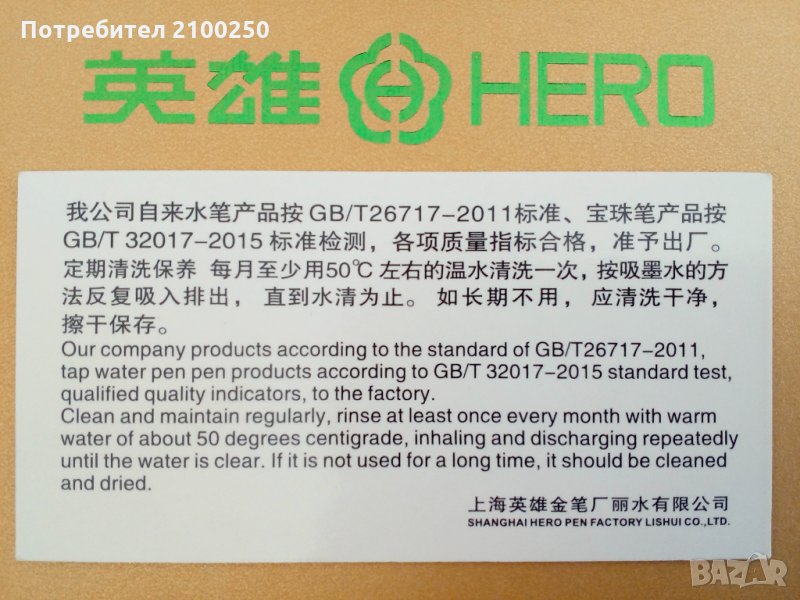 Потребител 2100250
英雄 HERO
我公司自来水笔产品按 GB/T26717-2011标准、宝珠笔产品按
GB/T 32017-2015 标准检测，各项质量指标合格，准予出厂。
定期清洗保养 每月至少用50℃ 左右的温水清洗一次，按吸墨水的方
法反复吸入排出， 直到水清为止。 如长期不用， 应清洗干净，
擦干保存。
Our company products according to the standard of GB/T26717-2011,
tap water pen pen products according to GB/T 32017-2015 standard test,
qualified quality indicators, to the factory.
Clean and maintain regularly, rinse at least once every month with warm
water of about 50 degrees centigrade, inhaling and discharging repeatedly
until the water is clear. If it is not used for a long time, it should be cleaned
and dried.
上海英雄金笔厂丽水有限公司
SHANGHAI HERO PEN FACTORY LISHUI CO.,LTD.
BAZAR